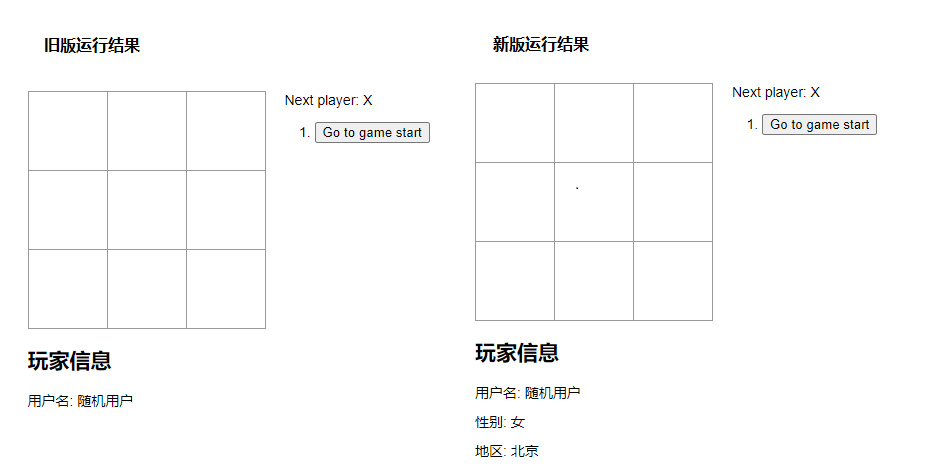 旧版运行结果
Next player: X
1. Go to game start
玩家信息
用户名: 随机用户
新版运行结果
Next player: X
1. Go to game start
玩家信息
用户名: 随机用户
性别: 女
地区: 北京